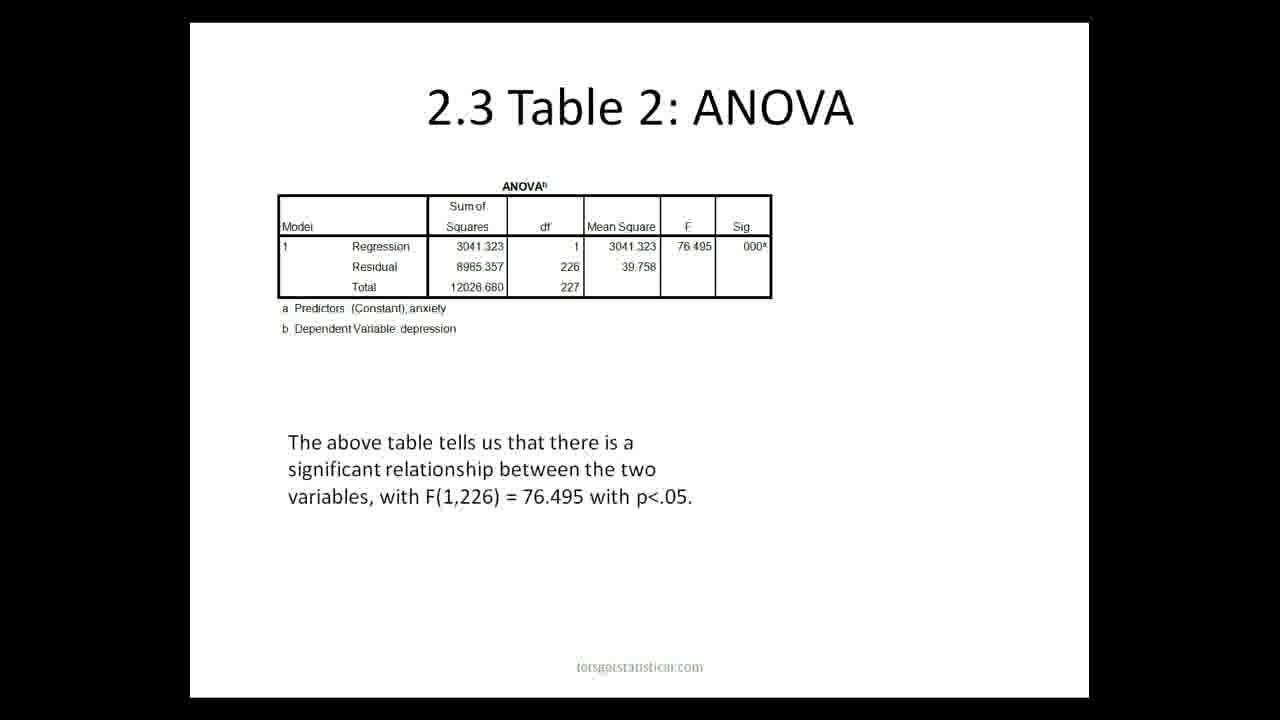 2.3 Table 2: ANOVA
ANOVAb
Model Sum of Squares df Mean Square F Sig.
1 Regression 3041.323 1 3041.323 76.495 .000a
Residual 8985.357 226 39.758
Total 12026.680 227
a. Predictors: (Constant), anxiety
b. Dependent Variable: depression
The above table tells us that there is a
significant relationship between the two
variables, with F(1,226) = 76.495 with p<.05.